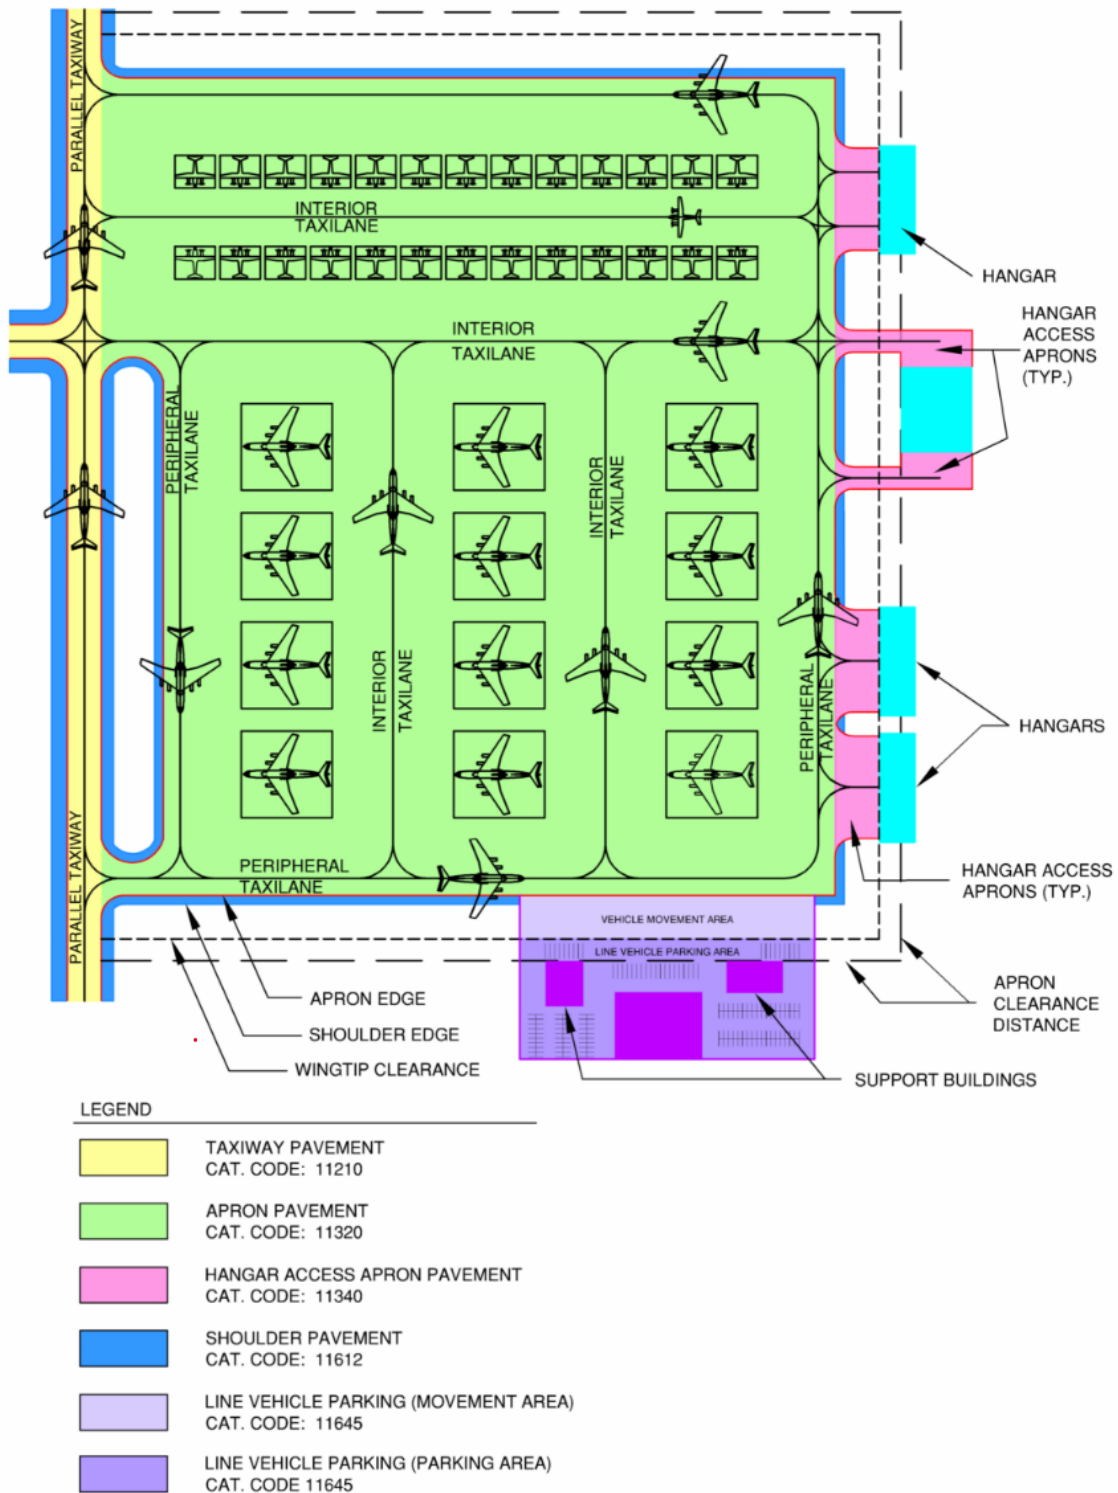 PARALLEL TAXIWAY
INTERIOR
TAXILANE
HANGAR
HANGAR
ACCESS
APRONS
(TYP.)
INTERIOR
TAXILANE
PERIPHERAL
TAXILANE
INTERIOR
TAXILANE
INTERIOR
TAXILANE
PERIPHERAL
TAXILANE
HANGARS
PARALLEL TAXIWAY
PERIPHERAL
TAXILANE
HANGAR ACCESS
APRONS (TYP.)
VEHICLE MOVEMENT AREA
LINE VEHICLE PARKING AREA
APRON
CLEARANCE
DISTANCE
APRON EDGE
SHOULDER EDGE
WINGTIP CLEARANCE
SUPPORT BUILDINGS
LEGEND
TAXIWAY PAVEMENT
CAT. CODE: 11210
APRON PAVEMENT
CAT. CODE: 11320
HANGAR ACCESS APRON PAVEMENT
CAT. CODE: 11340
SHOULDER PAVEMENT
CAT. CODE: 11612
LINE VEHICLE PARKING (MOVEMENT AREA)
CAT. CODE: 11645
LINE VEHICLE PARKING (PARKING AREA)
CAT. CODE 11645